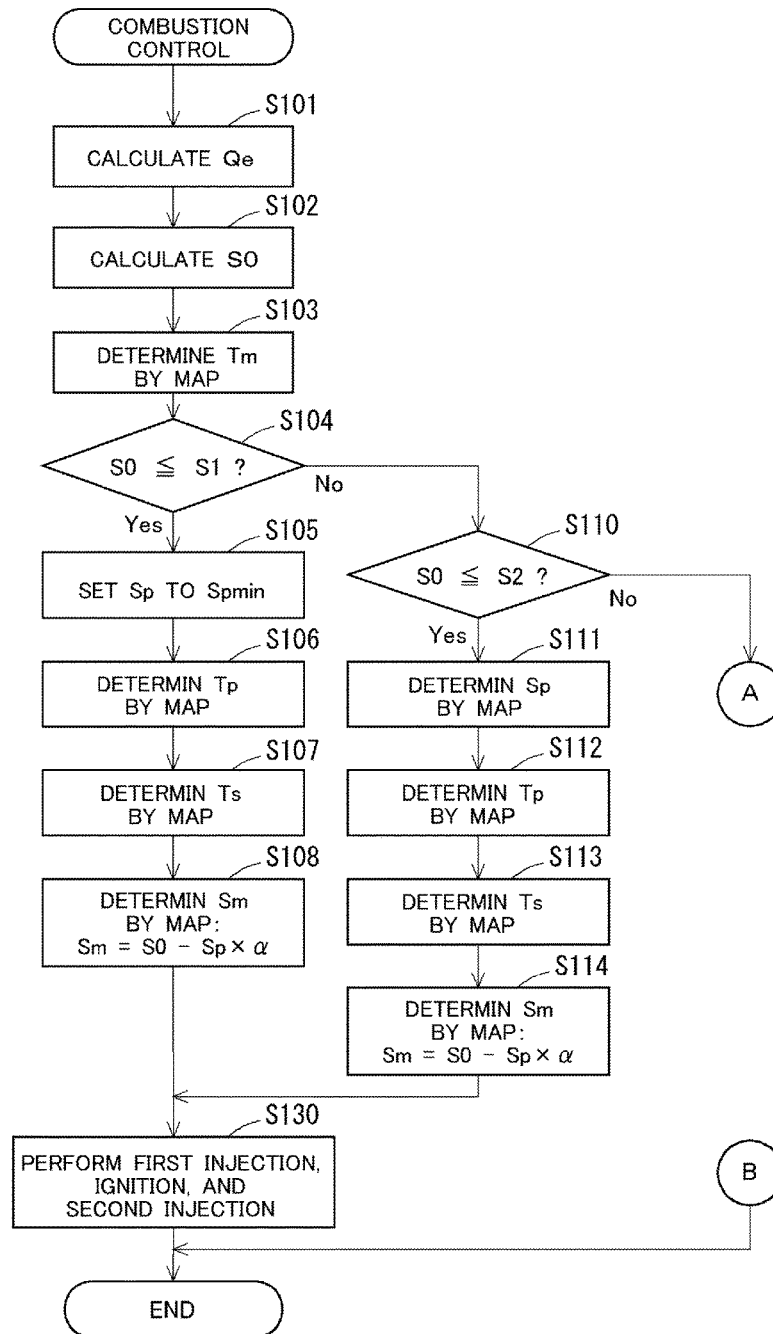 COMBUSTION
CONTROL
S101
CALCULATE Qe
S102
CALCULATE S0
S103
DETERMINE Tm
BY MAP
S104
S0 ≦ S1 ?
No
Yes
S105
SET Sp TO Spmin
S106
DETERMIN Tp
BY MAP
S107
DETERMIN Ts
BY MAP
S108
DETERMIN Sm
BY MAP:
Sm = S0 - Sp × α
S110
S0 ≦ S2 ?
No
Yes
S111
DETERMIN Sp
BY MAP
A
S112
DETERMIN Tp
BY MAP
S113
DETERMIN Ts
BY MAP
S114
DETERMIN Sm
BY MAP:
Sm = S0 - Sp × α
S130
PERFORM FIRST INJECTION,
IGNITION, AND
SECOND INJECTION
B
END